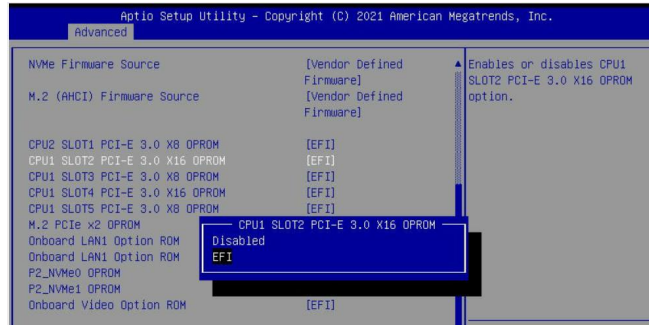 Aptio Setup Utility – Copyright (C) 2021 American Megatrends, Inc.
Advanced
NVMe Firmware Source [Vendor Defined Firmware]
M.2 (AHCI) Firmware Source [Vendor Defined Firmware]
CPU2 SLOT1 PCI-E 3.0 X8 OPROM [EFI]
CPU1 SLOT2 PCI-E 3.0 X16 OPROM [EFI]
CPU1 SLOT3 PCI-E 3.0 X8 OPROM [EFI]
CPU1 SLOT4 PCI-E 3.0 X16 OPROM [EFI]
CPU1 SLOT5 PCI-E 3.0 X8 OPROM [EFI]
M.2 PCIe x2 OPROM
Onboard LAN1 Option ROM
Onboard LAN1 Option ROM
P2_NVMe0 OPROM
P2_NVMe1 OPROM
Onboard Video Option ROM [EFI]
CPU1 SLOT2 PCI-E 3.0 X16 OPROM
Disabled
EFI
Enables or disables CPU1
SLOT2 PCI-E 3.0 X16 OPROM
option.